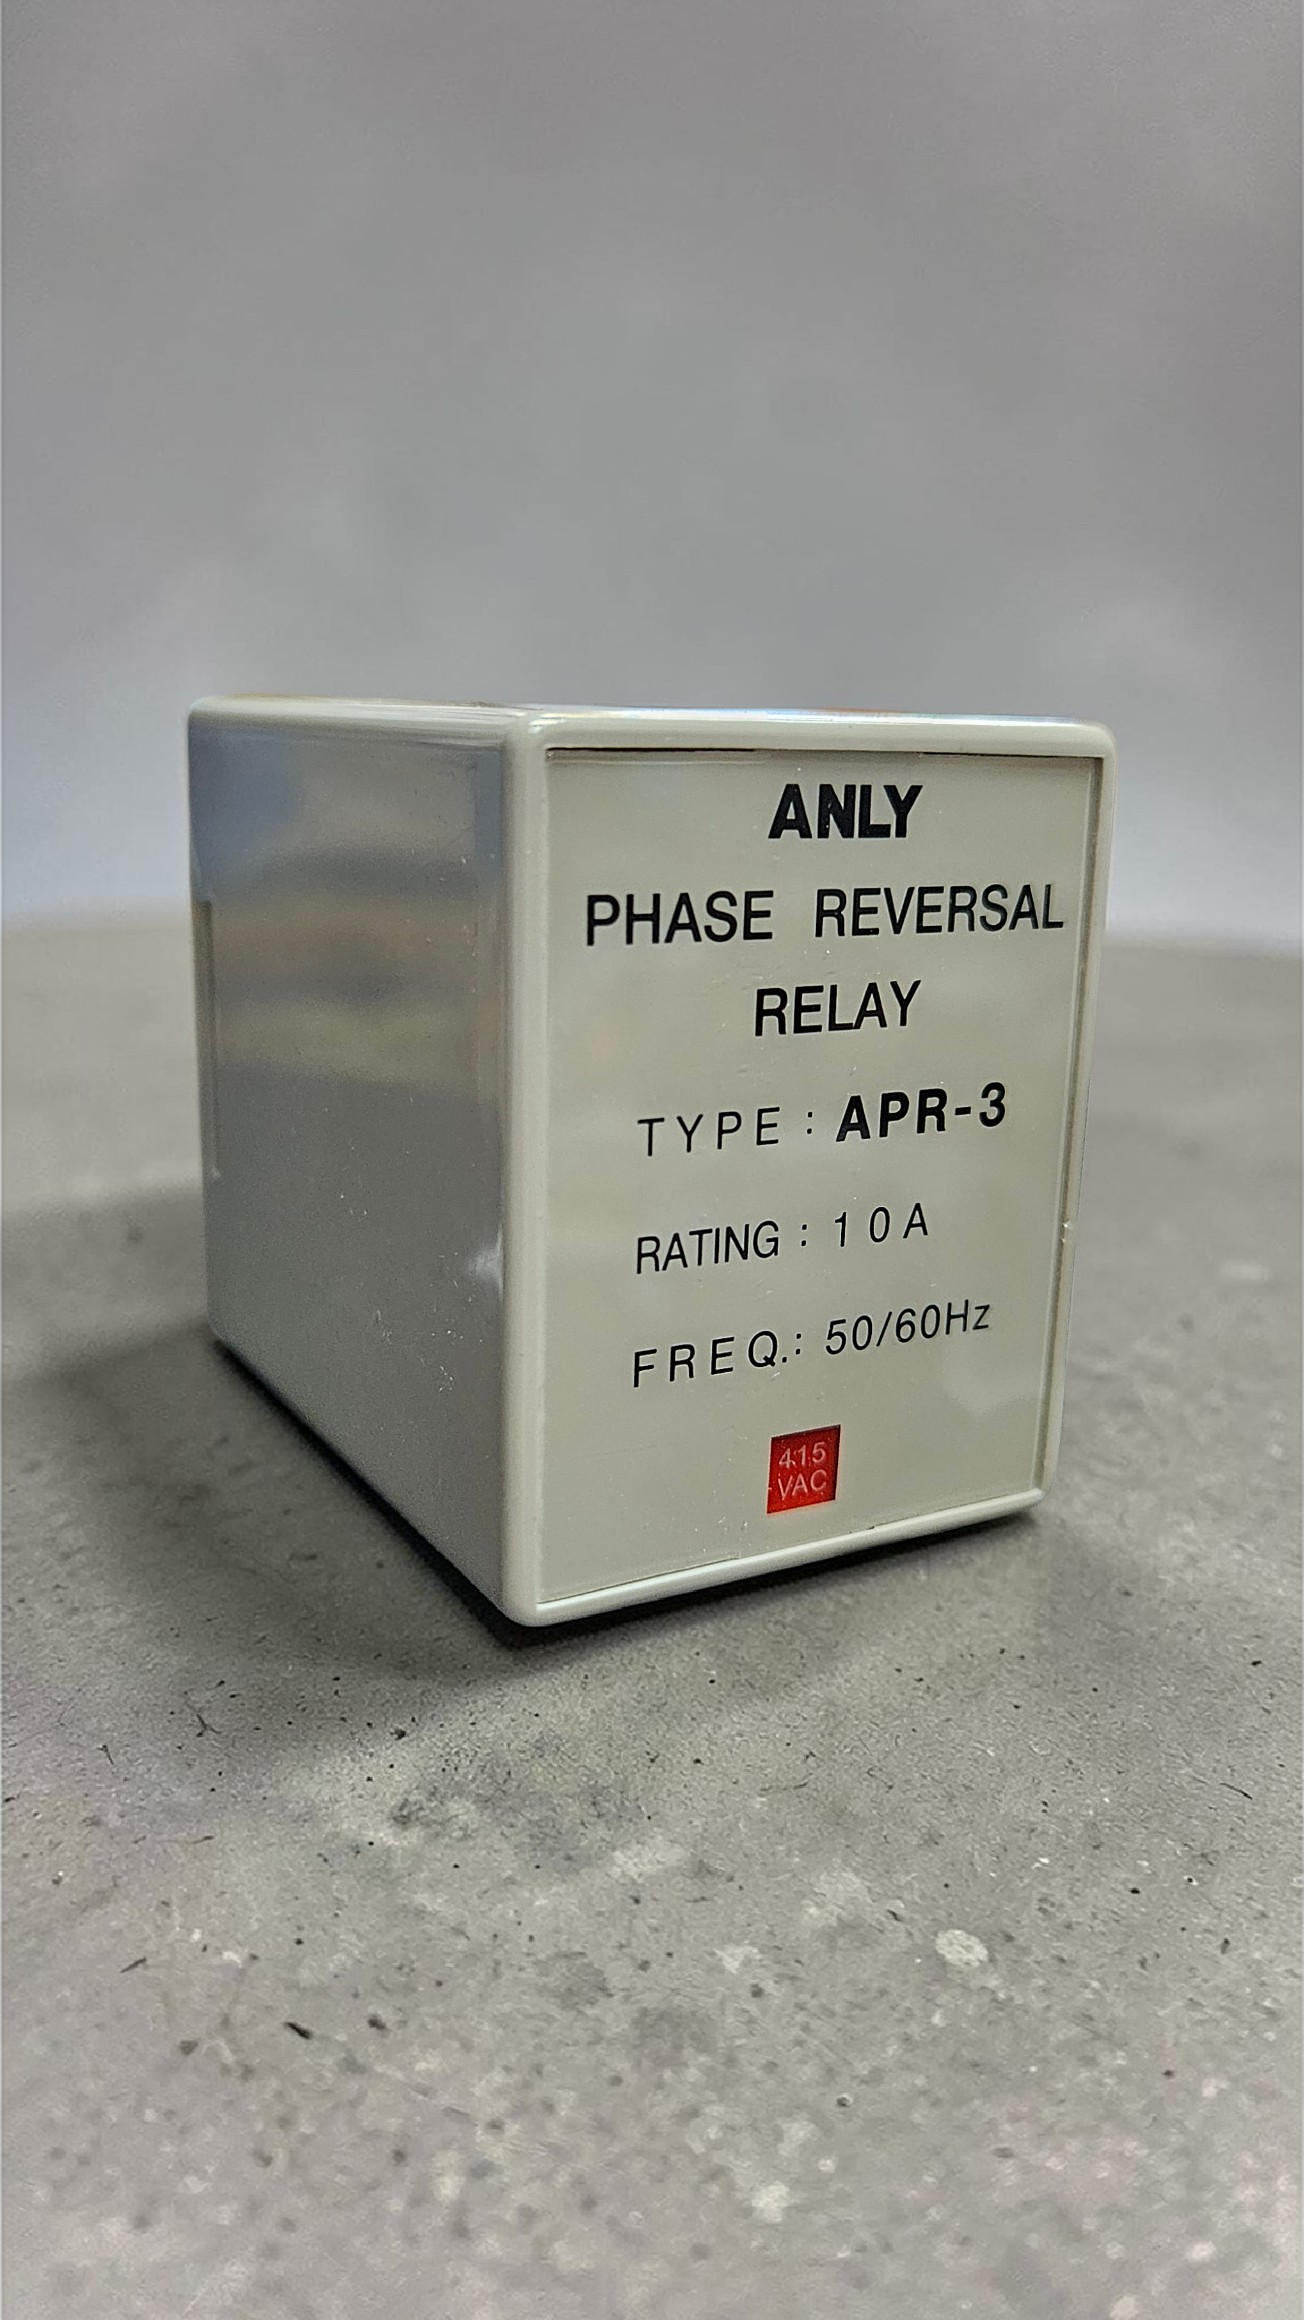 ANLY
PHASE REVERSAL
RELAY
TYPE : APR-3
RATING : 10A
FREQ.: 50/60Hz
415
VAC